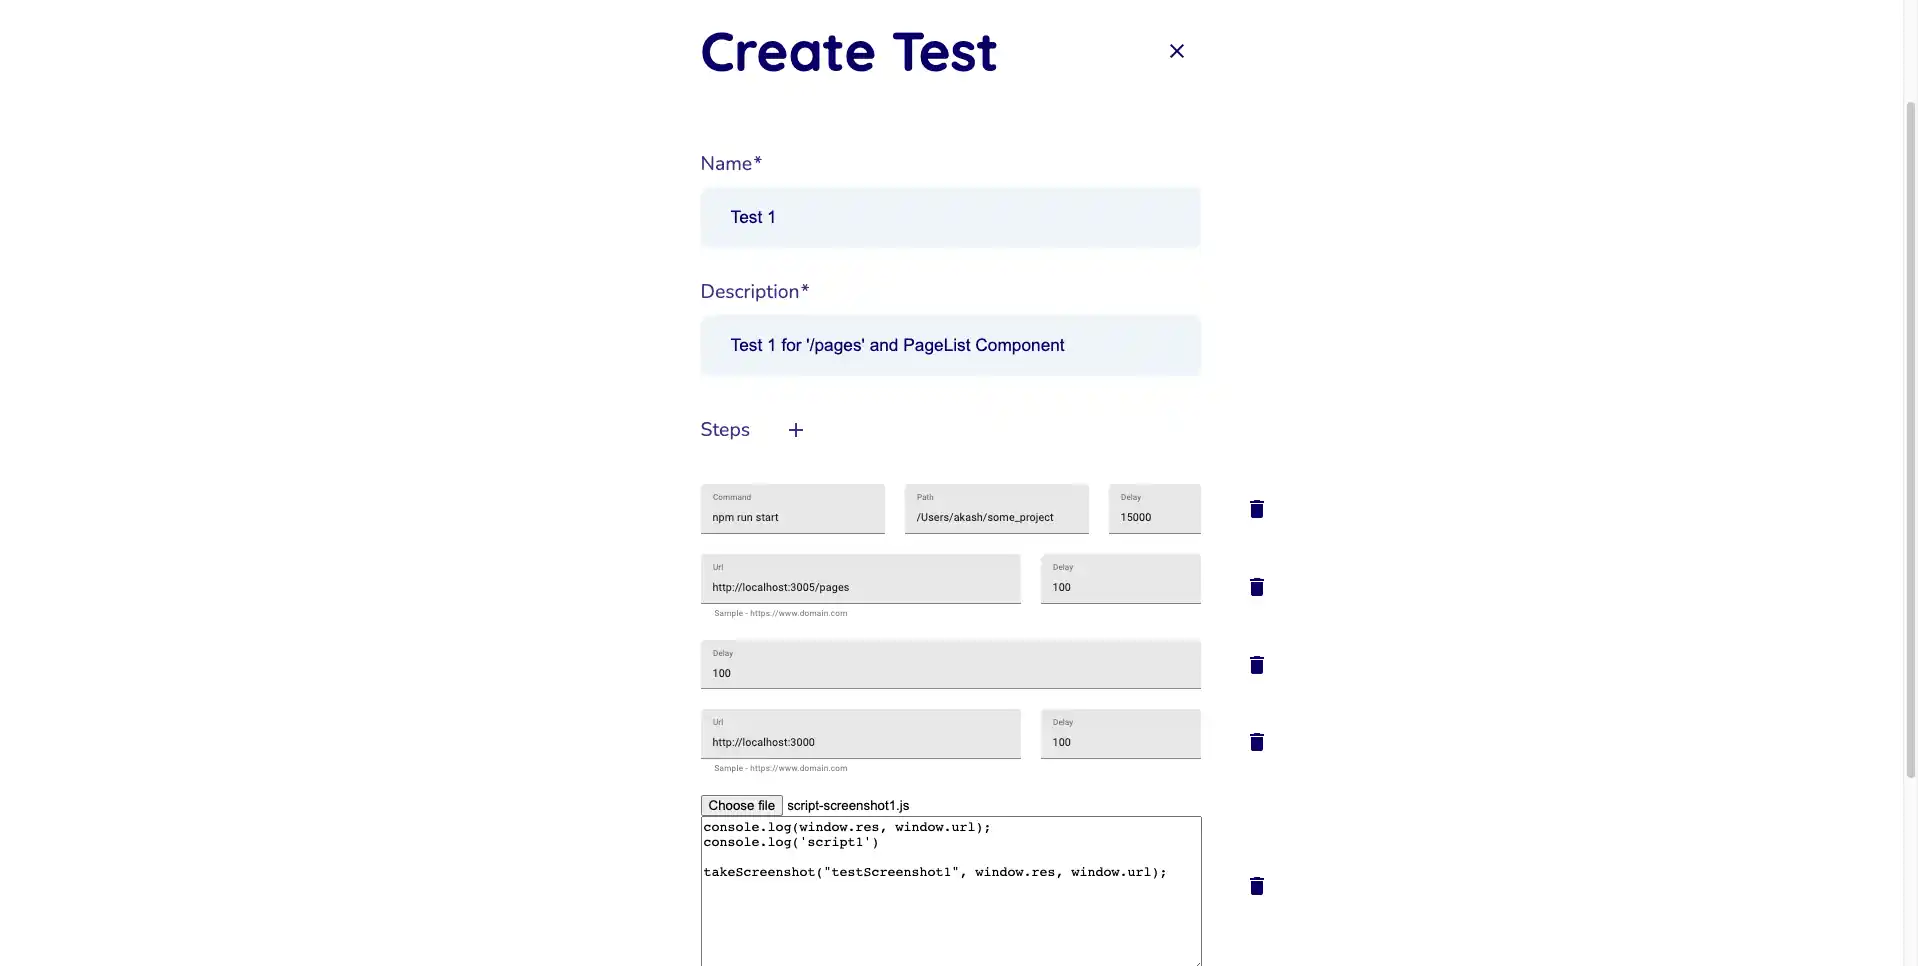 Create Test
Name*
Test 1
Description*
Test 1 for '/pages' and PageList Component
Steps
Command
npm run start
Path
/Users/akash/some_project
Delay
15000
Url
http://localhost:3005/pages
Sample - https://www.domain.com
Delay
100
Delay
100
Url
http://localhost:3000
Sample - https://www.domain.com
Delay
100
Choose file script-screenshot1.js
console.log(window.res, window.url);
console.log('script1')
takeScreenshot("testScreenshot1", window.res, window.url);